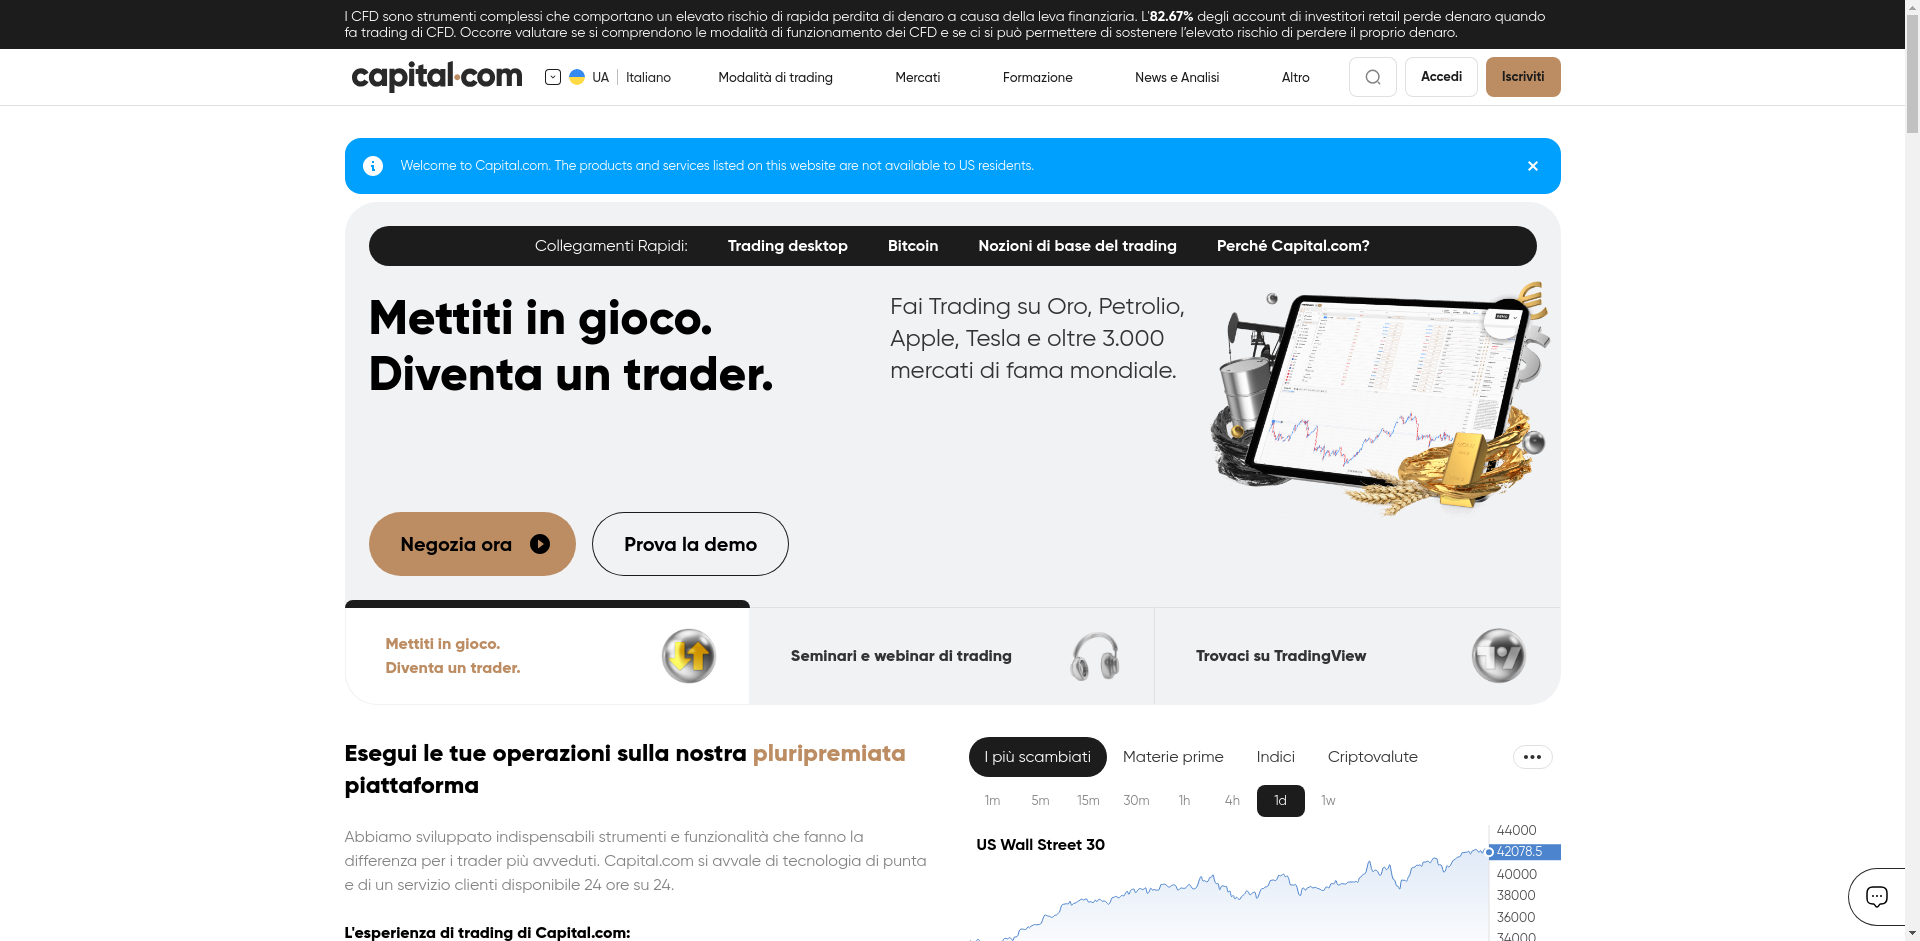 I CFD sono strumenti complessi che comportano un elevato rischio di rapida perdita di denaro a causa della leva finanziaria. L'82.67% degli account di investitori retail perde denaro quando
fa trading di CFD. Occorre valutare se si comprendono le modalità di funzionamento dei CFD e se ci si può permettere di sostenere l'elevato rischio di perdere il proprio denaro.
capital.com UA Italiano Modalità di trading Mercati Formazione News e Analisi Altro Accedi Iscriviti
Welcome to Capital.com. The products and services listed on this website are not available to US residents.
Collegamenti Rapidi: Trading desktop Bitcoin Nozioni di base del trading Perché Capital.com?
Mettiti in gioco.
Diventa un trader.
Fai Trading su Oro, Petrolio,
Apple, Tesla e oltre 3.000
mercati di fama mondiale.
Negozia ora Prova la demo
Mettiti in gioco.
Diventa un trader.
Seminari e webinar di trading
Trovaci su TradingView
Esegui le tue operazioni sulla nostra pluripremiata
piattaforma
Abbiamo sviluppato indispensabili strumenti e funzionalità che fanno la
differenza per i trader più avveduti. Capital.com si avvale di tecnologia di punta
e di un servizio clienti disponibile 24 ore su 24.
L'esperienza di trading di Capital.com:
I più scambiati Materie prime Indici Criptovalute
1m 5m 15m 30m 1h 4h 1d 1w
US Wall Street 30
44000
42078.5
40000
38000
36000
34000